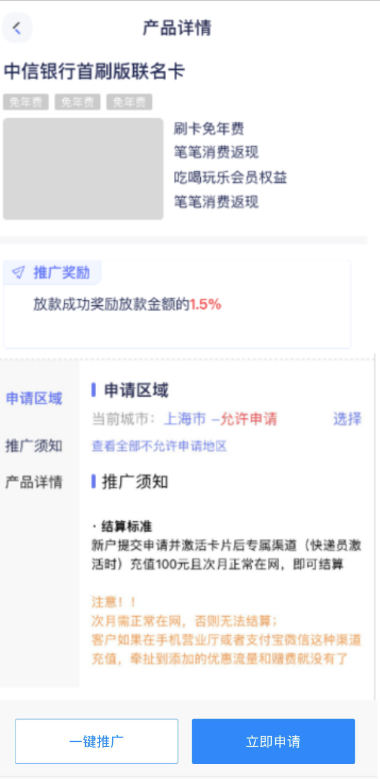 产品详情
中信银行首刷版联名卡
免年费 免年费 免年费
刷卡免年费
笔笔消费返现
吃喝玩乐会员权益
笔笔消费返现
推广奖励
放款成功奖励放款金额的1.5%
申请区域
推广须知
产品详情
申请区域
当前城市：上海市 –允许申请 选择
查看全部不允许申请地区
推广须知
· 结算标准
新户提交申请并激活卡片后专属渠道（快递员激
活时）充值100元且次月正常在网，即可结算
注意！！
次月需正常在网，否则无法结算；
客户如果在手机营业厅或者支付宝微信这种渠道
充值，牵扯到添加的优惠流量和赠费就没有了
一键推广
立即申请